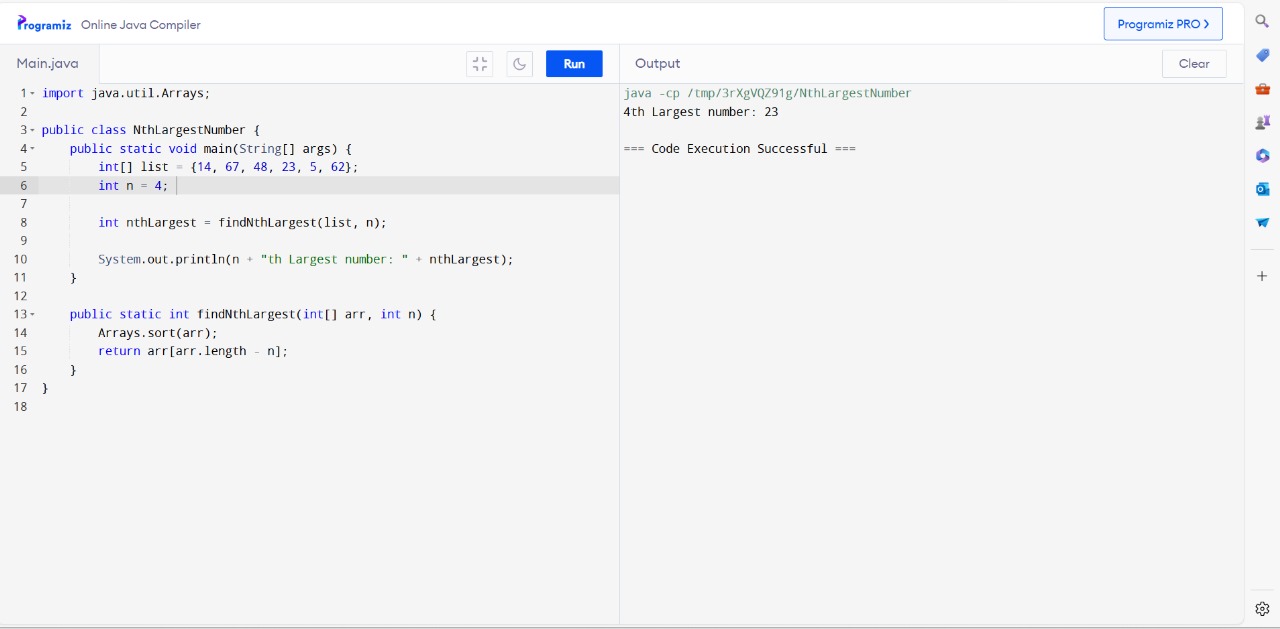 Programiz Online Java Compiler
Programiz PRO
Main.java
Run
Output
Clear
1 import java.util.Arrays;
2
3 public class NthLargestNumber {
4     public static void main(String[] args) {
5         int[] list = {14, 67, 48, 23, 5, 62};
6         int n = 4;
7
8         int nthLargest = findNthLargest(list, n);
9
10         System.out.println(n + "th Largest number: " + nthLargest);
11     }
12
13     public static int findNthLargest(int[] arr, int n) {
14         Arrays.sort(arr);
15         return arr[arr.length - n];
16     }
17 }
18
java -cp /tmp/3rXgVQZ91g/NthLargestNumber
4th Largest number: 23
=== Code Execution Successful ===